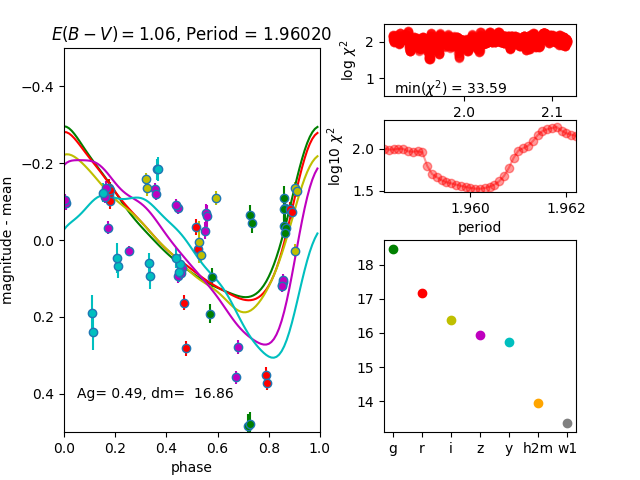 E(B − V) = 1.06, Period = 1.96020
magnitude - mean
−0.4
−0.2
0.0
0.2
0.4
Ag= 0.49, dm=  16.86
0.0 0.2 0.4 0.6 0.8 1.0
phase
log χ²
2
1
min(χ²) = 33.59
2.0 2.1
log10 χ²
2.0
1.5
1.960 1.962
period
18
17
16
15
14
g r i z y h2m w1